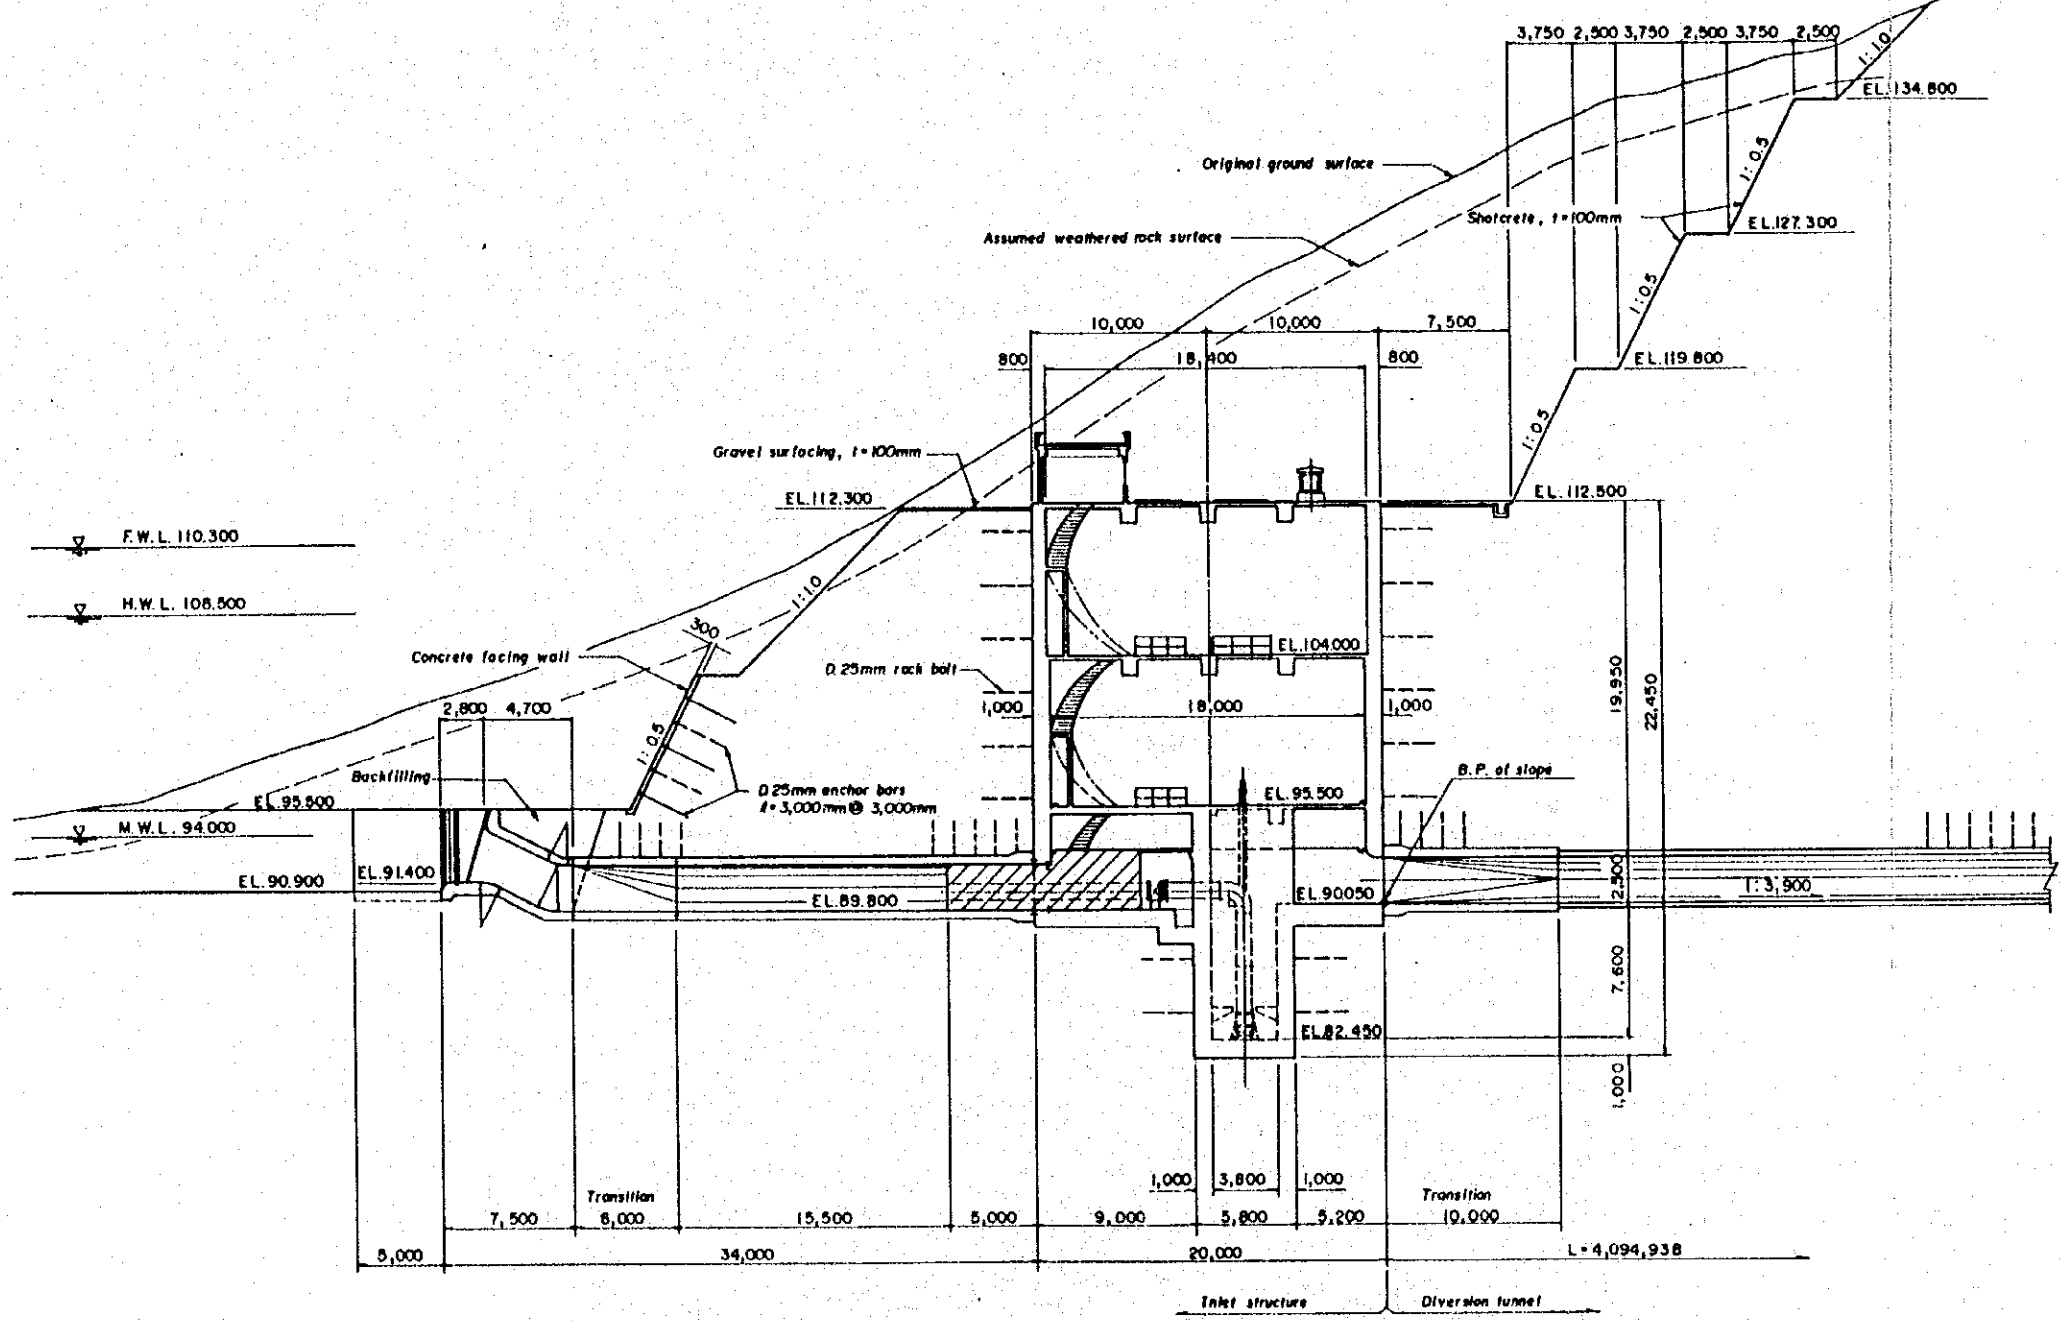 3,750 2,500 3,750 2,500 3,750 2,500
1:1.0
EL.134.800
Original ground surface
1:0.5
Shotcrete, t=100mm
EL.127.300
Assumed weathered rock surface
1:0.5
10,000 10,000 7,500
800 18,400 800
EL.119.800
1:0.5
Gravel surfacing, t=100mm
EL.112.300
EL.112.500
F.W.L. 110.300
H.W.L. 108.500
1:1.0
300
Concrete facing wall
D.25mm rock bolt
EL.104.000
2,800 4,700
1,000 18,000 1,000
19,950
22,450
1:0.5
Backfilling
B.P. of slope
D.25mm anchor bars
ℓ=3,000mm@ 3,000mm
EL.95.500
EL.95.500
M.W.L. 94.000
EL.91.400
EL.90.900
EL.89.800
EL.90.050
2,500
1:3,900
7,600
EL.82.450
1,000
1,000 3,800 1,000
Transition
Transition
7,500 6,000 15,500 5,000 9,000 5,800 5,200 10,000
5,000 34,000 20,000 L=4,094,938
Inlet structure Diversion tunnel